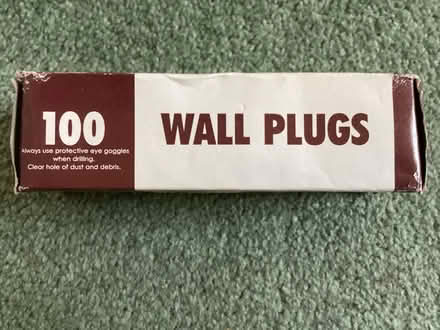 100
Always use protective eye goggles
when drilling.
Clear hole of dust and debris.
WALL PLUGS